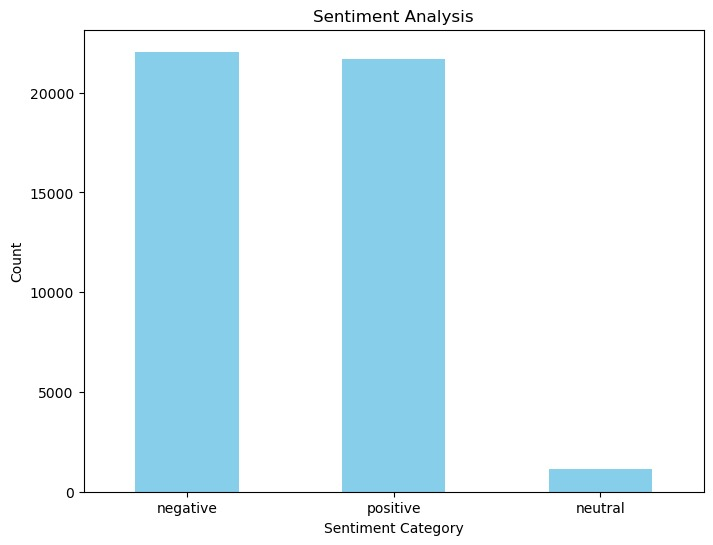 Sentiment Analysis
20000
15000
10000
5000
0
Count
negative positive neutral
Sentiment Category